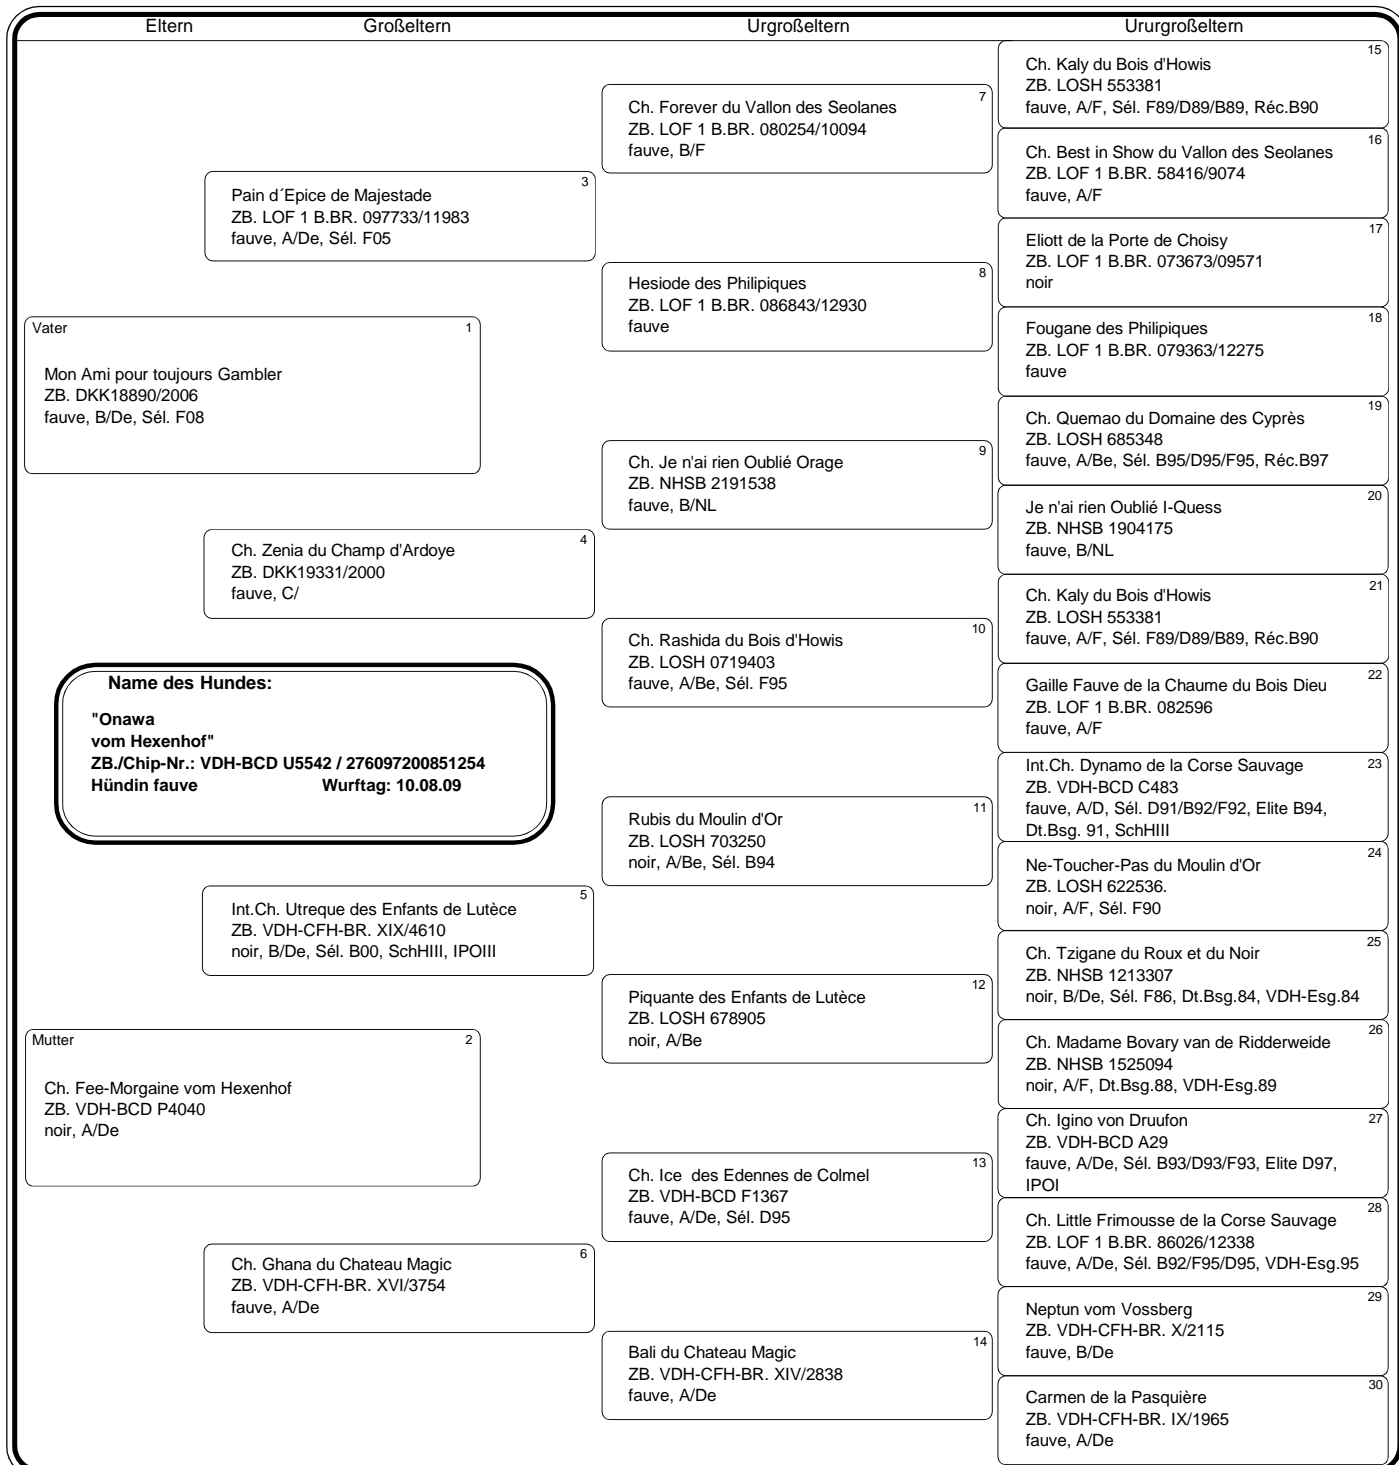 Eltern Großeltern Urgroßeltern Ururgroßeltern
Vater 1
Mon Ami pour toujours Gambler
ZB. DKK18890/2006
fauve, B/De, Sél. F08
Name des Hundes:
"Onawa
vom Hexenhof"
ZB./Chip-Nr.: VDH-BCD U5542 / 276097200851254
Hündin fauve Wurftag: 10.08.09
Mutter 2
Ch. Fee-Morgaine vom Hexenhof
ZB. VDH-BCD P4040
noir, A/De
3
Pain d´Epice de Majestade
ZB. LOF 1 B.BR. 097733/11983
fauve, A/De, Sél. F05
4
Ch. Zenia du Champ d'Ardoye
ZB. DKK19331/2000
fauve, C/
5
Int.Ch. Utreque des Enfants de Lutèce
ZB. VDH-CFH-BR. XIX/4610
noir, B/De, Sél. B00, SchHIII, IPOIII
6
Ch. Ghana du Chateau Magic
ZB. VDH-CFH-BR. XVI/3754
fauve, A/De
7
Ch. Forever du Vallon des Seolanes
ZB. LOF 1 B.BR. 080254/10094
fauve, B/F
8
Hesiode des Philipiques
ZB. LOF 1 B.BR. 086843/12930
fauve
9
Ch. Je n'ai rien Oublié Orage
ZB. NHSB 2191538
fauve, B/NL
10
Ch. Rashida du Bois d'Howis
ZB. LOSH 0719403
fauve, A/Be, Sél. F95
11
Rubis du Moulin d'Or
ZB. LOSH 703250
noir, A/Be, Sél. B94
12
Piquante des Enfants de Lutèce
ZB. LOSH 678905
noir, A/Be
13
Ch. Ice des Edennes de Colmel
ZB. VDH-BCD F1367
fauve, A/De, Sél. D95
14
Bali du Chateau Magic
ZB. VDH-CFH-BR. XIV/2838
fauve, A/De
15
Ch. Kaly du Bois d'Howis
ZB. LOSH 553381
fauve, A/F, Sél. F89/D89/B89, Réc.B90
16
Ch. Best in Show du Vallon des Seolanes
ZB. LOF 1 B.BR. 58416/9074
fauve, A/F
17
Eliott de la Porte de Choisy
ZB. LOF 1 B.BR. 073673/09571
noir
18
Fougane des Philipiques
ZB. LOF 1 B.BR. 079363/12275
fauve
19
Ch. Quemao du Domaine des Cyprès
ZB. LOSH 685348
fauve, A/Be, Sél. B95/D95/F95, Réc.B97
20
Je n'ai rien Oublié I-Quess
ZB. NHSB 1904175
fauve, B/NL
21
Ch. Kaly du Bois d'Howis
ZB. LOSH 553381
fauve, A/F, Sél. F89/D89/B89, Réc.B90
22
Gaille Fauve de la Chaume du Bois Dieu
ZB. LOF 1 B.BR. 082596
fauve, A/F
23
Int.Ch. Dynamo de la Corse Sauvage
ZB. VDH-BCD C483
fauve, A/D, Sél. D91/B92/F92, Elite B94,
Dt.Bsg. 91, SchHIII
24
Ne-Toucher-Pas du Moulin d'Or
ZB. LOSH 622536.
noir, A/F, Sél. F90
25
Ch. Tzigane du Roux et du Noir
ZB. NHSB 1213307
noir, B/De, Sél. F86, Dt.Bsg.84, VDH-Esg.84
26
Ch. Madame Bovary van de Ridderweide
ZB. NHSB 1525094
noir, A/F, Dt.Bsg.88, VDH-Esg.89
27
Ch. Igino von Druufon
ZB. VDH-BCD A29
fauve, A/De, Sél. B93/D93/F93, Elite D97,
IPOI
28
Ch. Little Frimousse de la Corse Sauvage
ZB. LOF 1 B.BR. 86026/12338
fauve, A/De, Sél. B92/F95/D95, VDH-Esg.95
29
Neptun vom Vossberg
ZB. VDH-CFH-BR. X/2115
fauve, B/De
30
Carmen de la Pasquière
ZB. VDH-CFH-BR. IX/1965
fauve, A/De